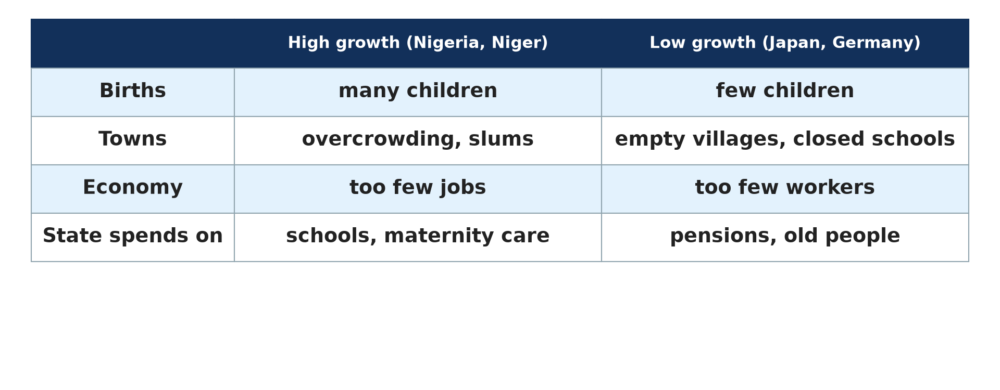 High growth (Nigeria, Niger) Low growth (Japan, Germany)
Births many children few children
Towns overcrowding, slums empty villages, closed schools
Economy too few jobs too few workers
State spends on schools, maternity care pensions, old people